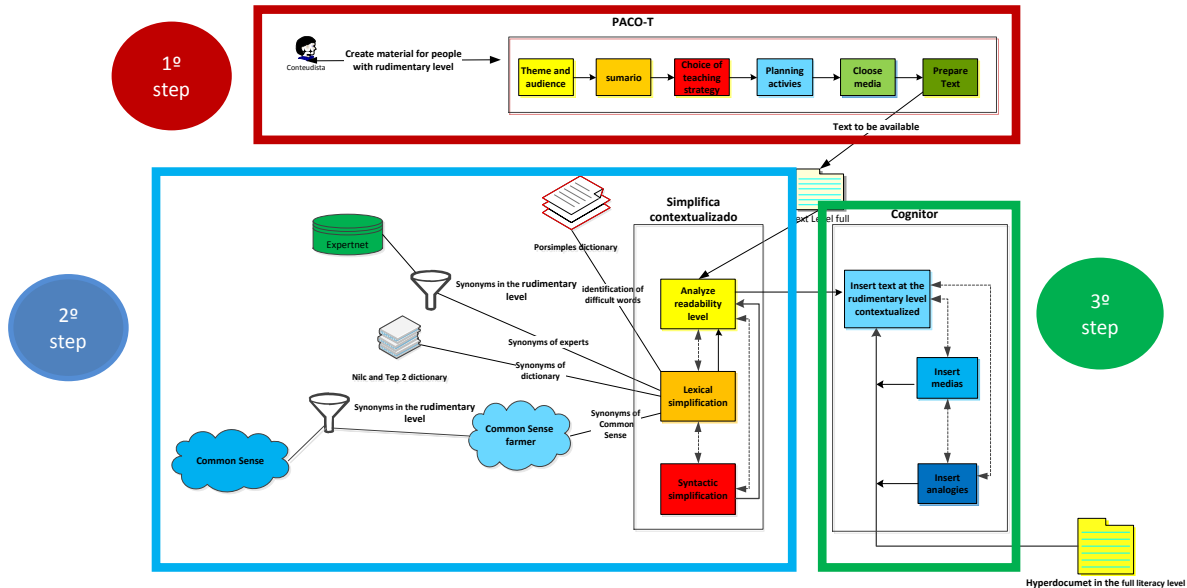 PACO-T
1º
step
Conteudista
Create material for people
with rudimentary level
Theme and
audience
sumario
Choice of
teaching
strategy
Planning
activies
Cloose
media
Prepare
Text
Text to be available
ext Level full
Simplifica
contextualizado
Cognitor
Porsimples dictionary
Expertnet
identification of
difficult words
Synonyms in the rudimentary
level
Analyze
readability
level
Insert text at the
rudimentary level
contextualized
2º
step
3º
step
Synonyms of experts
Nilc and Tep 2 dictionary
Synonyms of
dictionary
Lexical
simplification
Insert
medias
Synonyms in the rudimentary
level
Common Sense
farmer
Synonyms of
Common
Sense
Common Sense
Syntactic
simplification
Insert
analogies
Hyperdocumet in the full literacy level